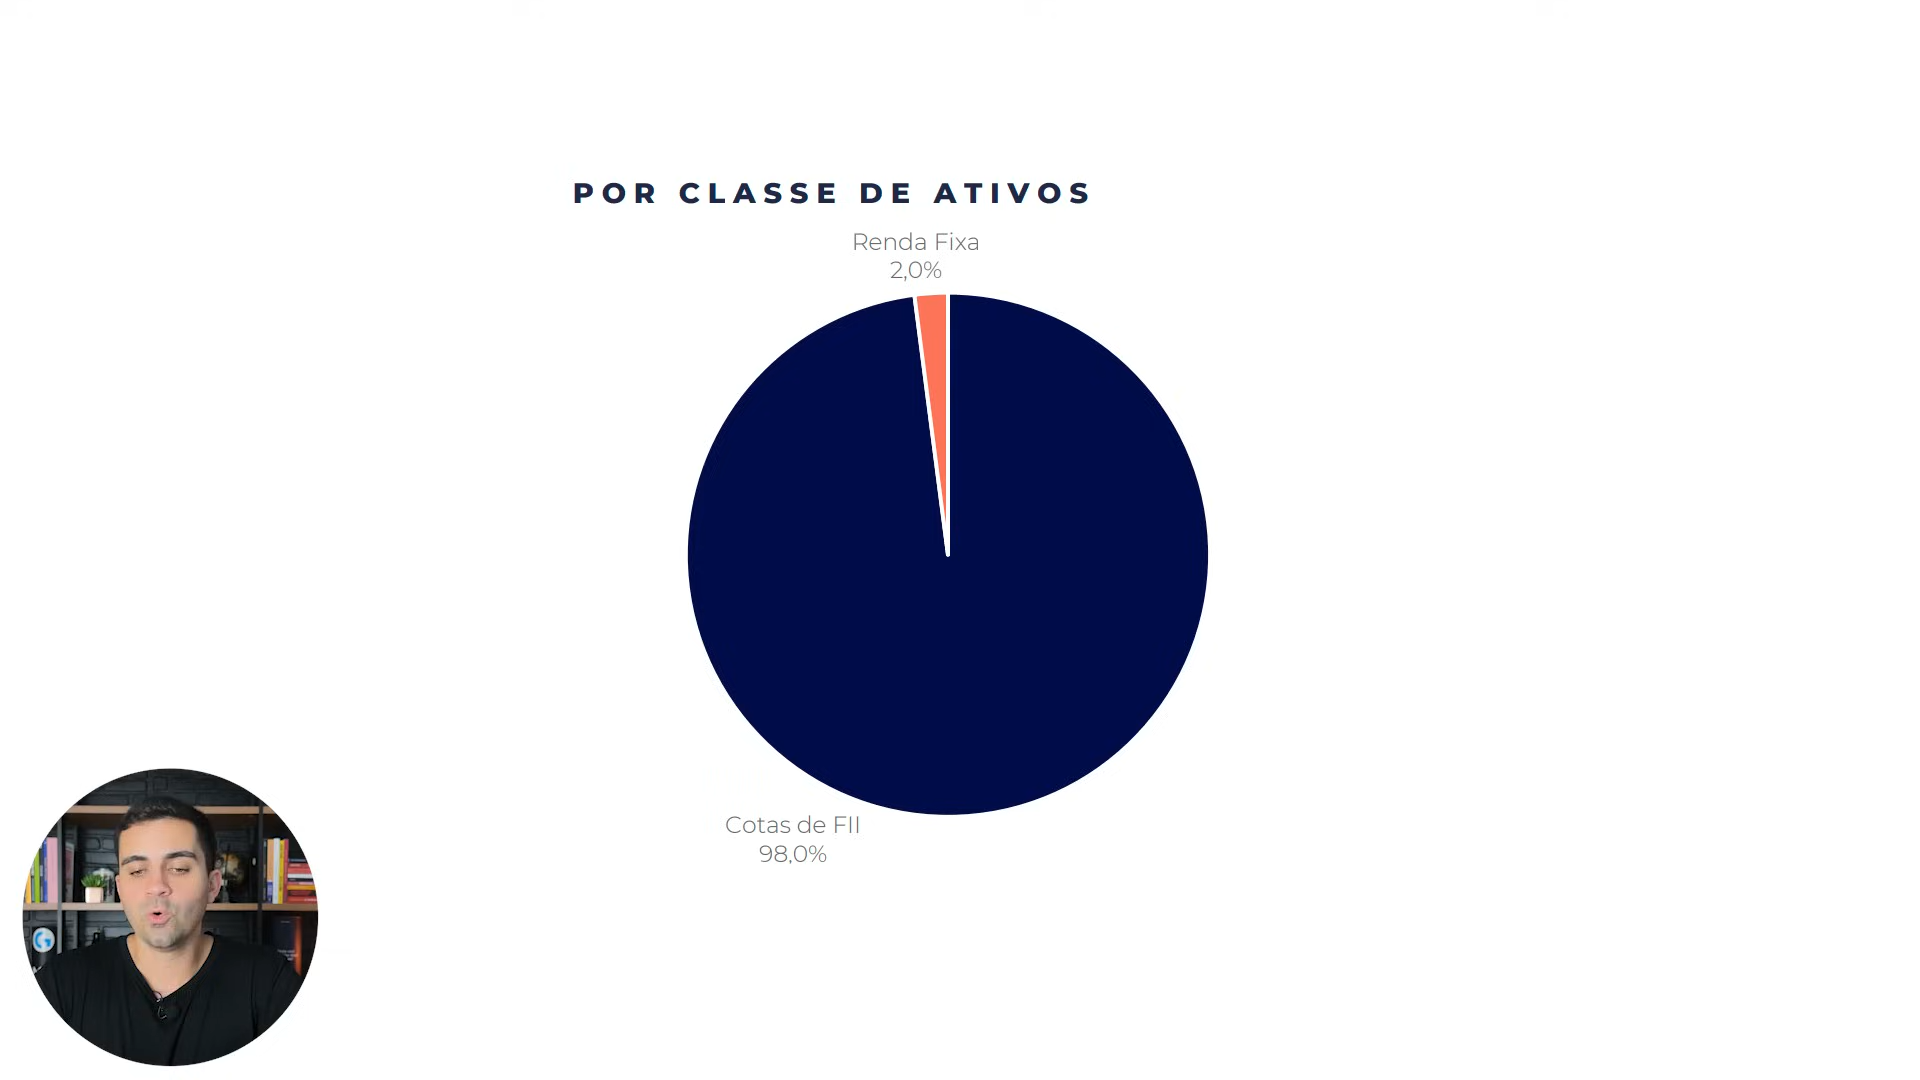 POR CLASSE DE ATIVOS
Renda Fixa
2,0%
Cotas de FII
98,0%